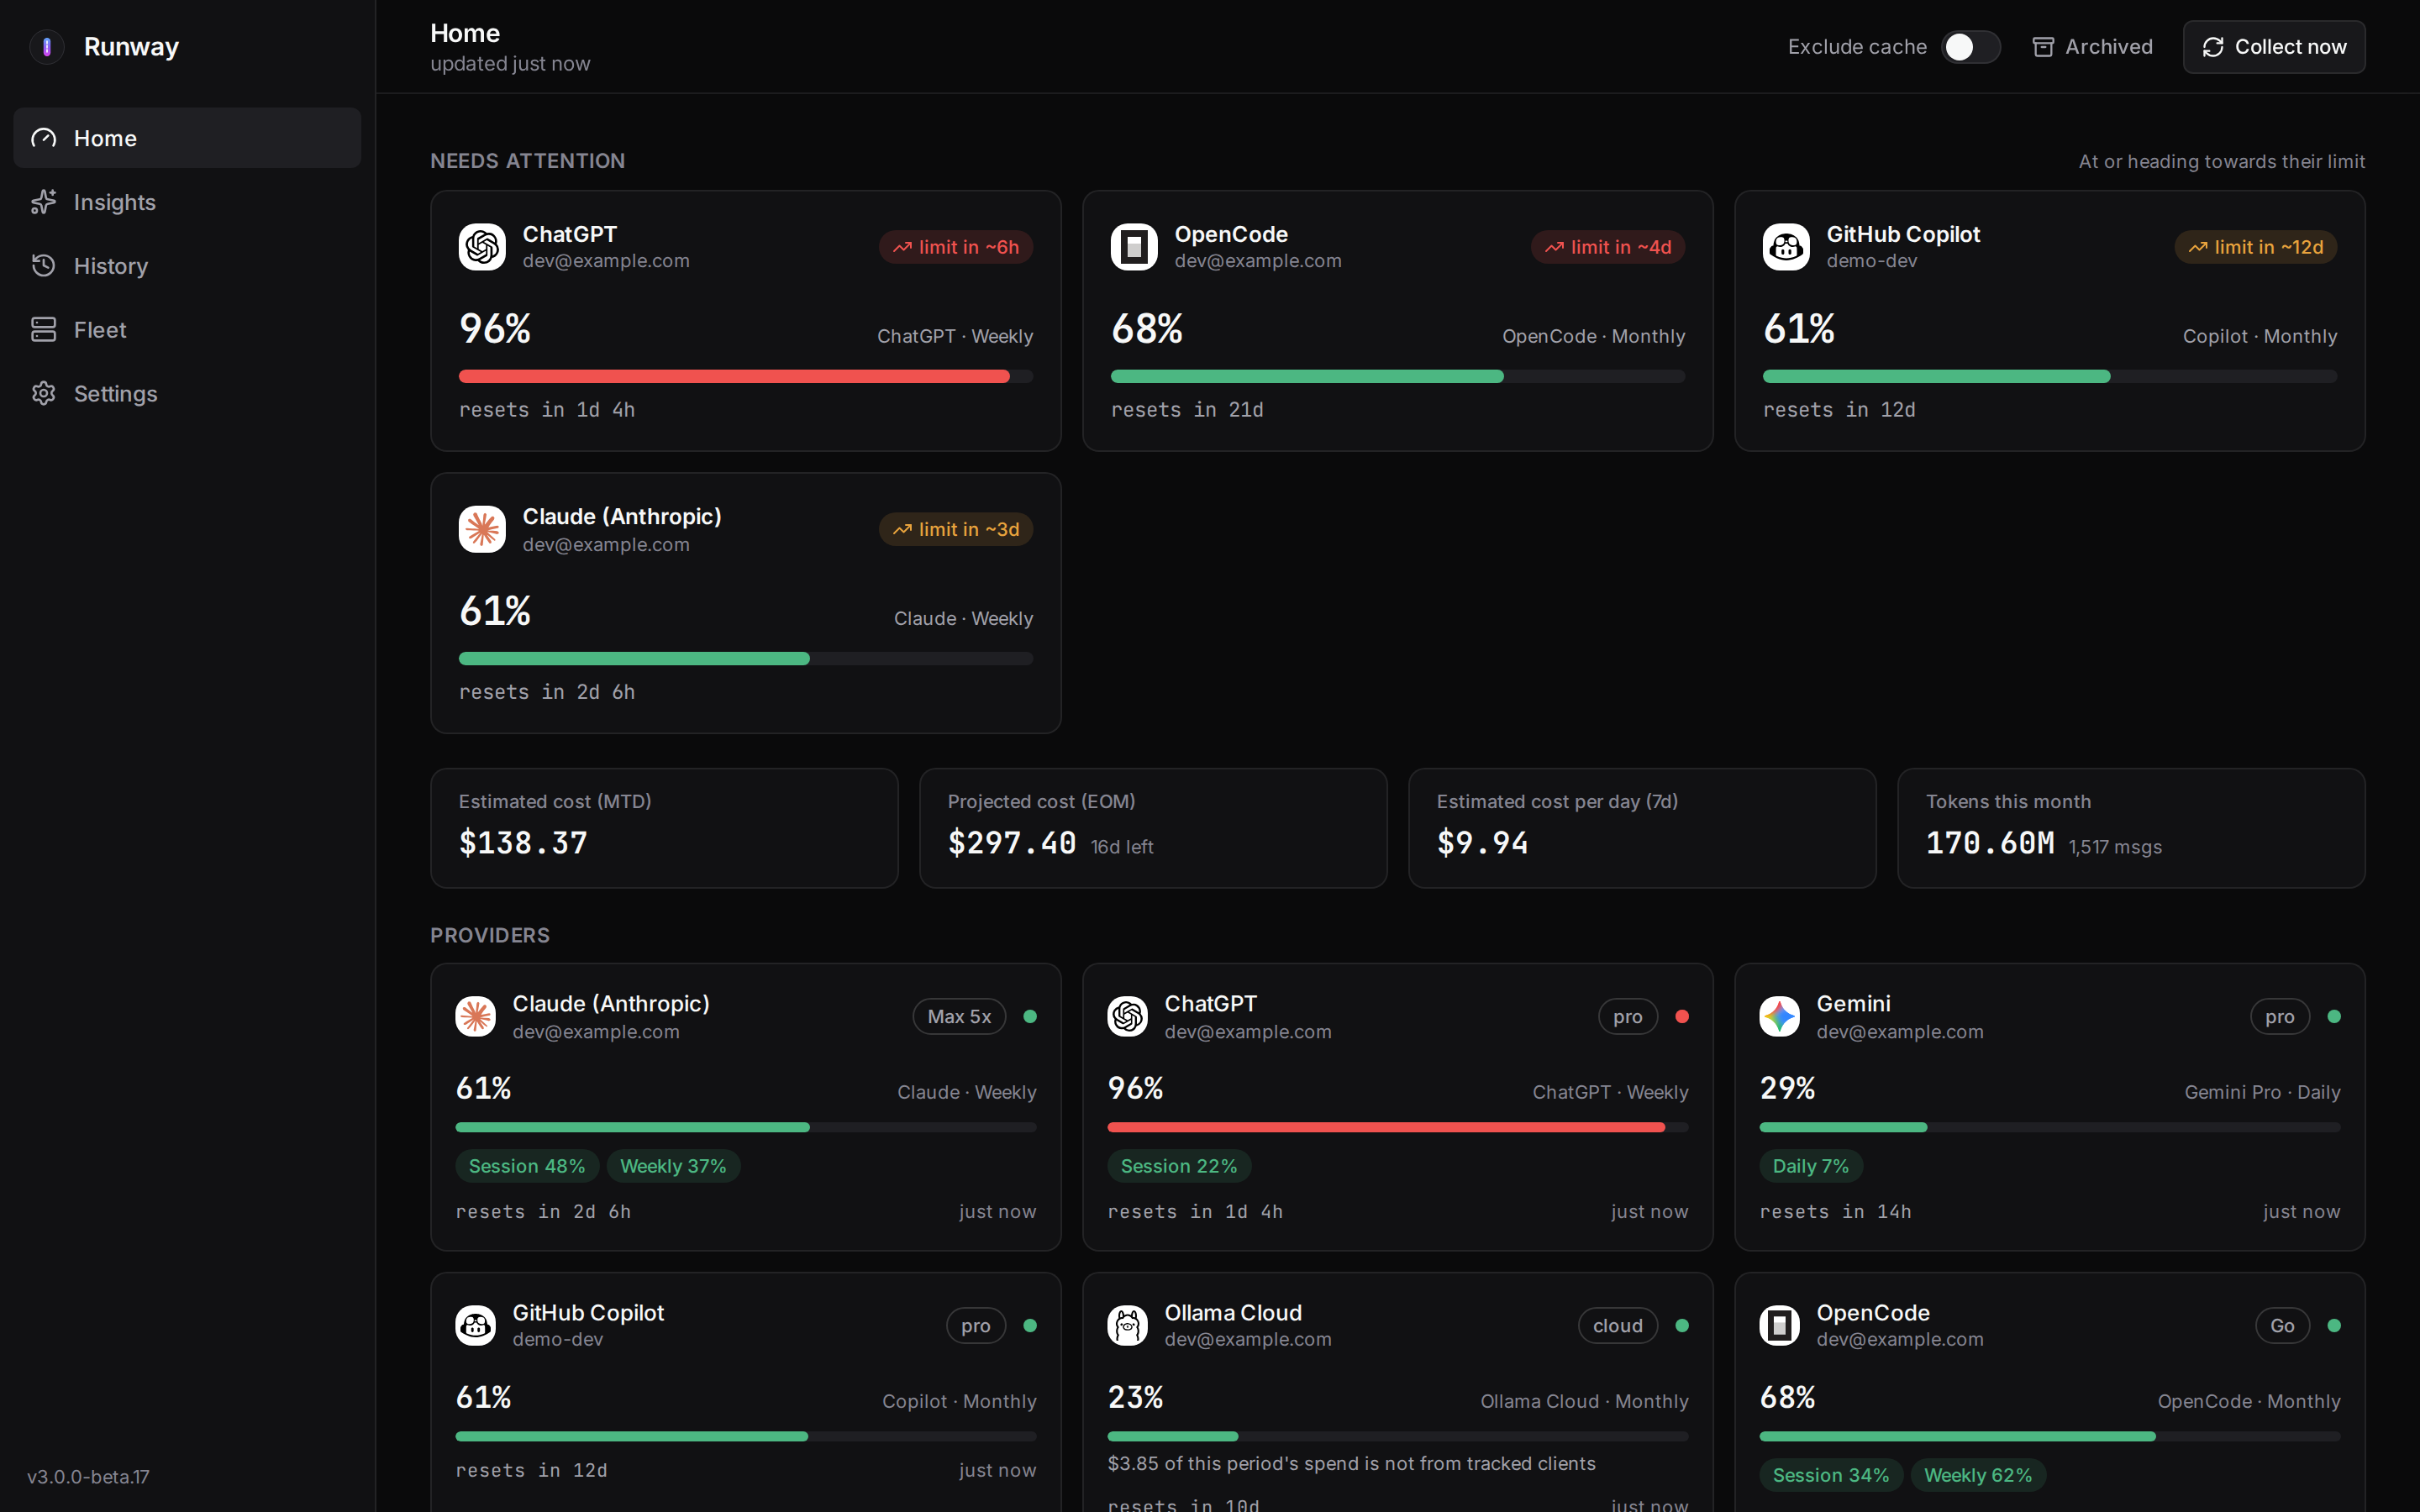 Runway
Home
Insights
History
Fleet
Settings
v3.0.0-beta.17
Home
updated just now
Exclude cache
Archived
Collect now
NEEDS ATTENTION
At or heading towards their limit
ChatGPT
dev@example.com
limit in ~6h
96%
ChatGPT · Weekly
resets in 1d 4h
OpenCode
dev@example.com
limit in ~4d
68%
OpenCode · Monthly
resets in 21d
GitHub Copilot
demo-dev
limit in ~12d
61%
Copilot · Monthly
resets in 12d
Claude (Anthropic)
dev@example.com
limit in ~3d
61%
Claude · Weekly
resets in 2d 6h
Estimated cost (MTD)
$138.37
Projected cost (EOM)
$297.40 16d left
Estimated cost per day (7d)
$9.94
Tokens this month
170.60M 1,517 msgs
PROVIDERS
Claude (Anthropic)
dev@example.com
Max 5x
61%
Claude · Weekly
Session 48% Weekly 37%
resets in 2d 6h
just now
ChatGPT
dev@example.com
pro
96%
ChatGPT · Weekly
Session 22%
resets in 1d 4h
just now
Gemini
dev@example.com
pro
29%
Gemini Pro · Daily
Daily 7%
resets in 14h
just now
GitHub Copilot
demo-dev
pro
61%
Copilot · Monthly
resets in 12d
just now
Ollama Cloud
dev@example.com
cloud
23%
Ollama Cloud · Monthly
$3.85 of this period's spend is not from tracked clients
resets in 10d
just now
OpenCode
dev@example.com
Go
68%
OpenCode · Monthly
Session 34% Weekly 62%